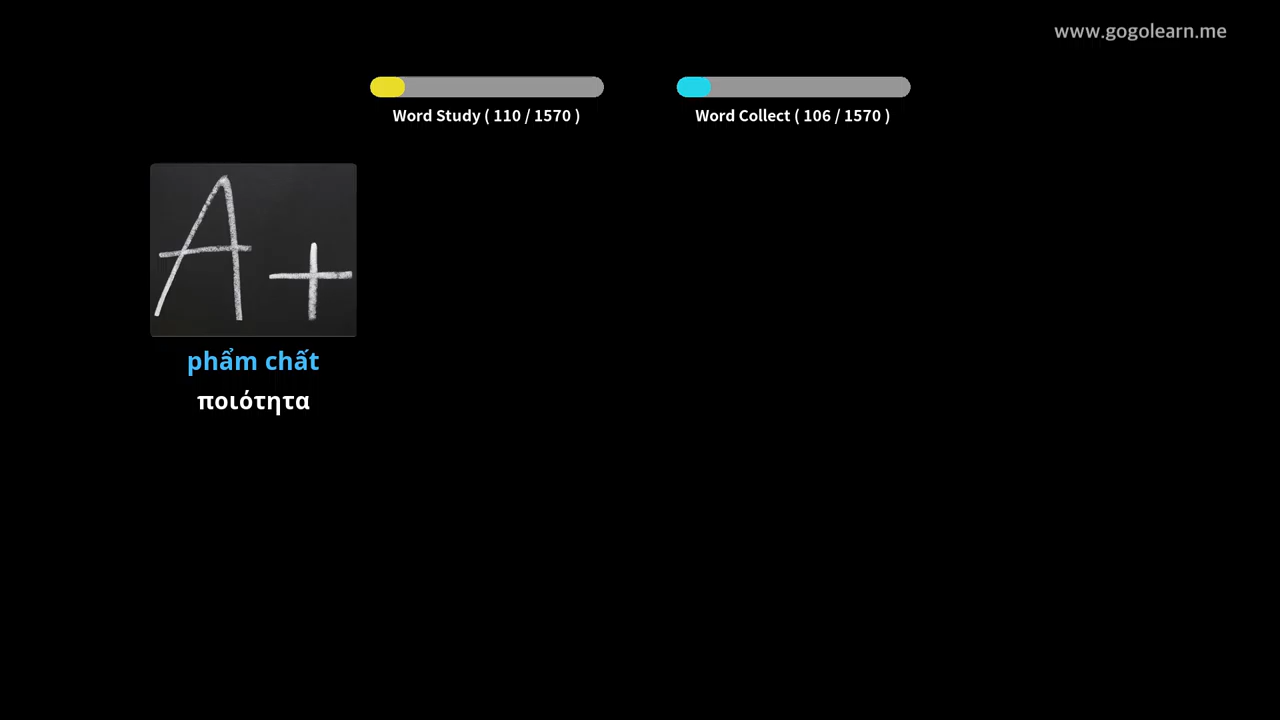 www.gogolearn.me
Word Study ( 110 / 1570 )
Word Collect ( 106 / 1570 )
A+
phẩm chất
ποιότητα